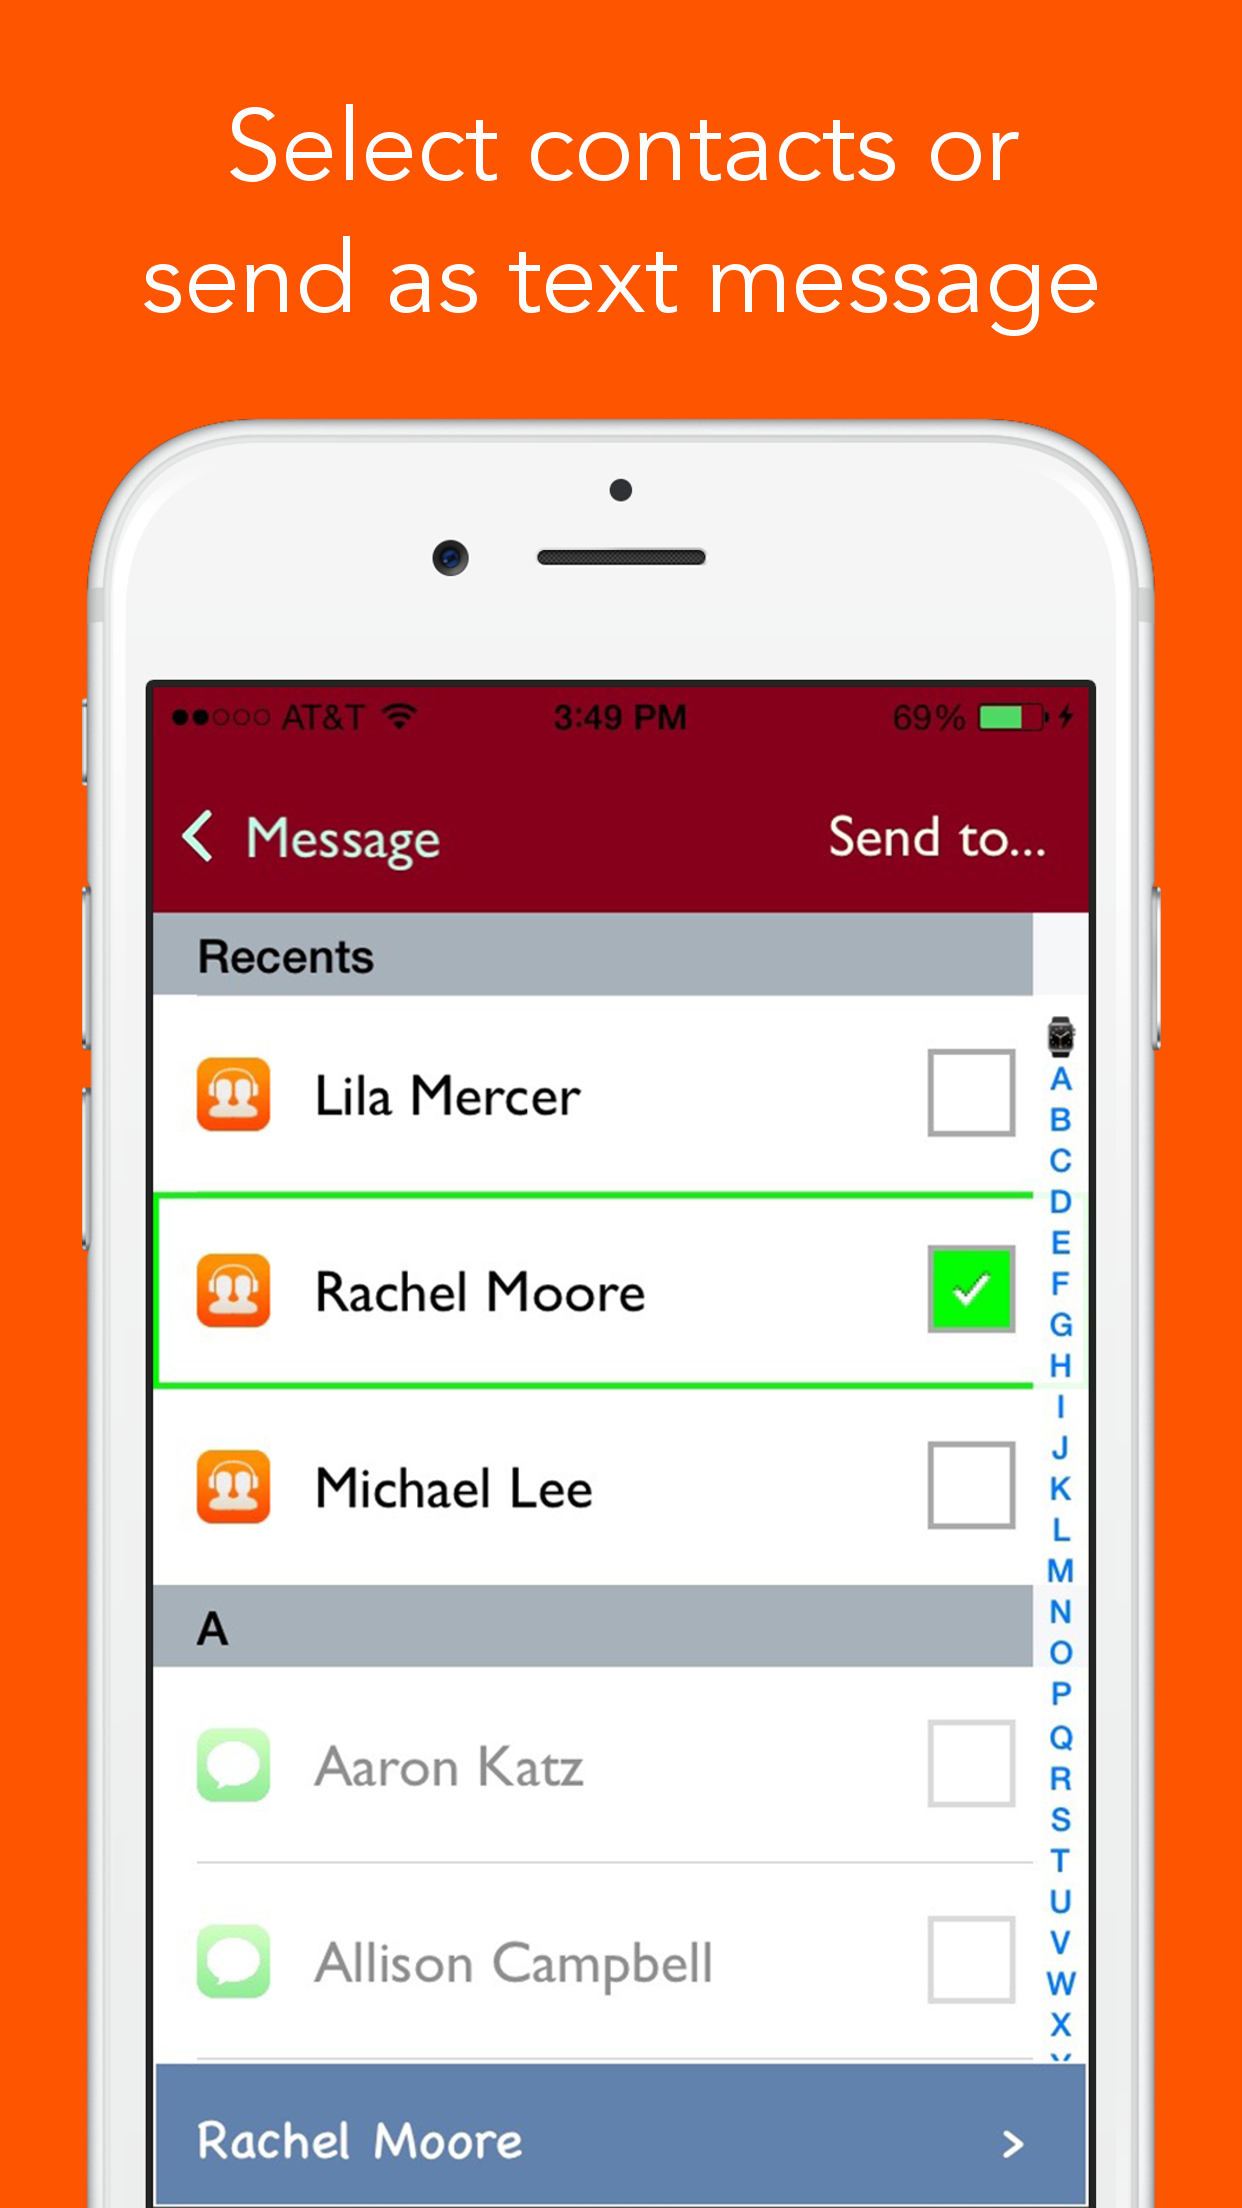 Select contacts or
send as text message
AT&T 3:49 PM 69%
Message Send to...
Recents
Lila Mercer
Rachel Moore
Michael Lee
A
Aaron Katz
Allison Campbell
A
B
C
D
E
F
G
H
I
J
K
L
M
N
O
P
Q
R
S
T
U
V
W
X
Rachel Moore